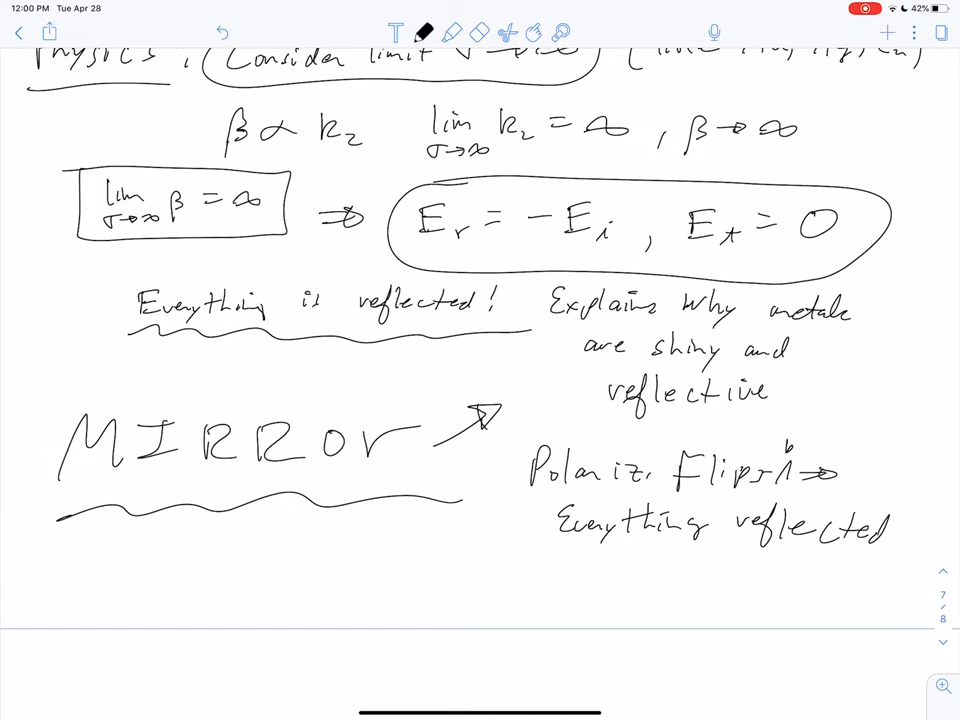 12:00 PM Tue Apr 28
42%
Physics : Consider limit
β ∝ k₂ lim σ→∞ k₂ = ∞ , β → ∞
lim σ→∞ β = ∞ ⇒ E_r = - E_i , E_t = 0
Everything is reflected! Explains why metals
are shiny and
reflective
MIRROr
Polariz. flips
Everything reflected
7
/
8